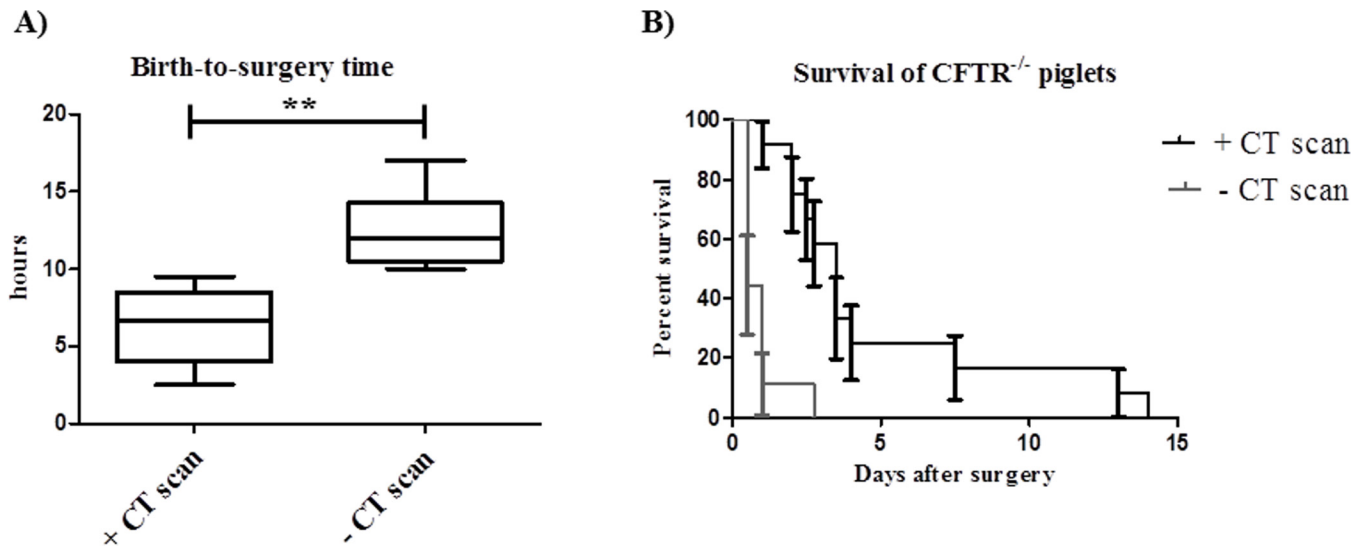 A)
Birth-to-surgery time
**
20
15
10
5
0
hours
+ CT scan
- CT scan
B)
Survival of CFTR-/- piglets
100
80
60
40
20
0
Percent survival
0 5 10 15
Days after surgery
+ CT scan
- CT scan